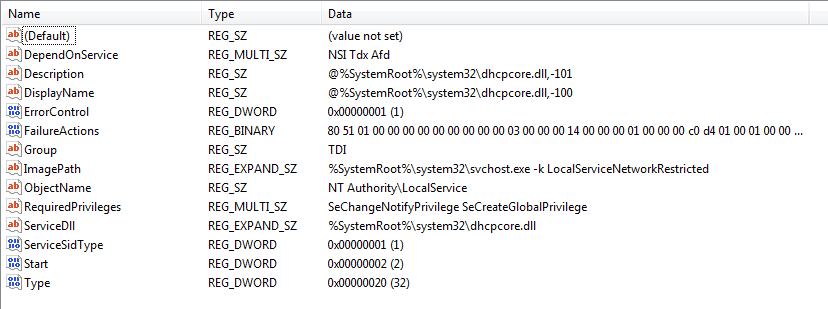 Name Type Data
(Default) REG_SZ (value not set)
DependOnService REG_MULTI_SZ NSI Tdx Afd
Description REG_SZ @%SystemRoot%\system32\dhcpcore.dll,-101
DisplayName REG_SZ @%SystemRoot%\system32\dhcpcore.dll,-100
ErrorControl REG_DWORD 0x00000001 (1)
FailureActions REG_BINARY 80 51 01 00 00 00 00 00 00 00 00 00 03 00 00 00 14 00 00 00 01 00 00 00 c0 d4 01 00 01 00 00 ...
Group REG_SZ TDI
ImagePath REG_EXPAND_SZ %SystemRoot%\system32\svchost.exe -k LocalServiceNetworkRestricted
ObjectName REG_SZ NT Authority\LocalService
RequiredPrivileges REG_MULTI_SZ SeChangeNotifyPrivilege SeCreateGlobalPrivilege
ServiceDll REG_EXPAND_SZ %SystemRoot%\system32\dhcpcore.dll
ServiceSidType REG_DWORD 0x00000001 (1)
Start REG_DWORD 0x00000002 (2)
Type REG_DWORD 0x00000020 (32)